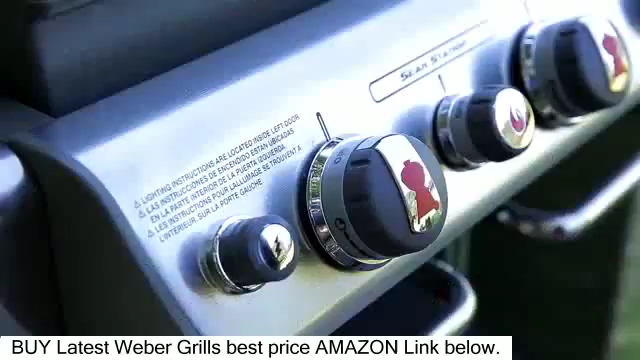 SEAR STATION
⚠ LIGHTING INSTRUCTIONS ARE LOCATED INSIDE LEFT DOOR
⚠ LAS INSTRUCCIONES DE ENCENDIDO ESTAN UBICADAS
EN LA PARTE INTERIOR DE LA PUERTA IZQUIERDA.
⚠ LES INSTRUCTIONS POUR L'ALLUMAGE SE TROUVENT A
L'INTERIEUR, SUR LA PORTE GAUCHE.
BUY Latest Weber Grills best price AMAZON Link below.